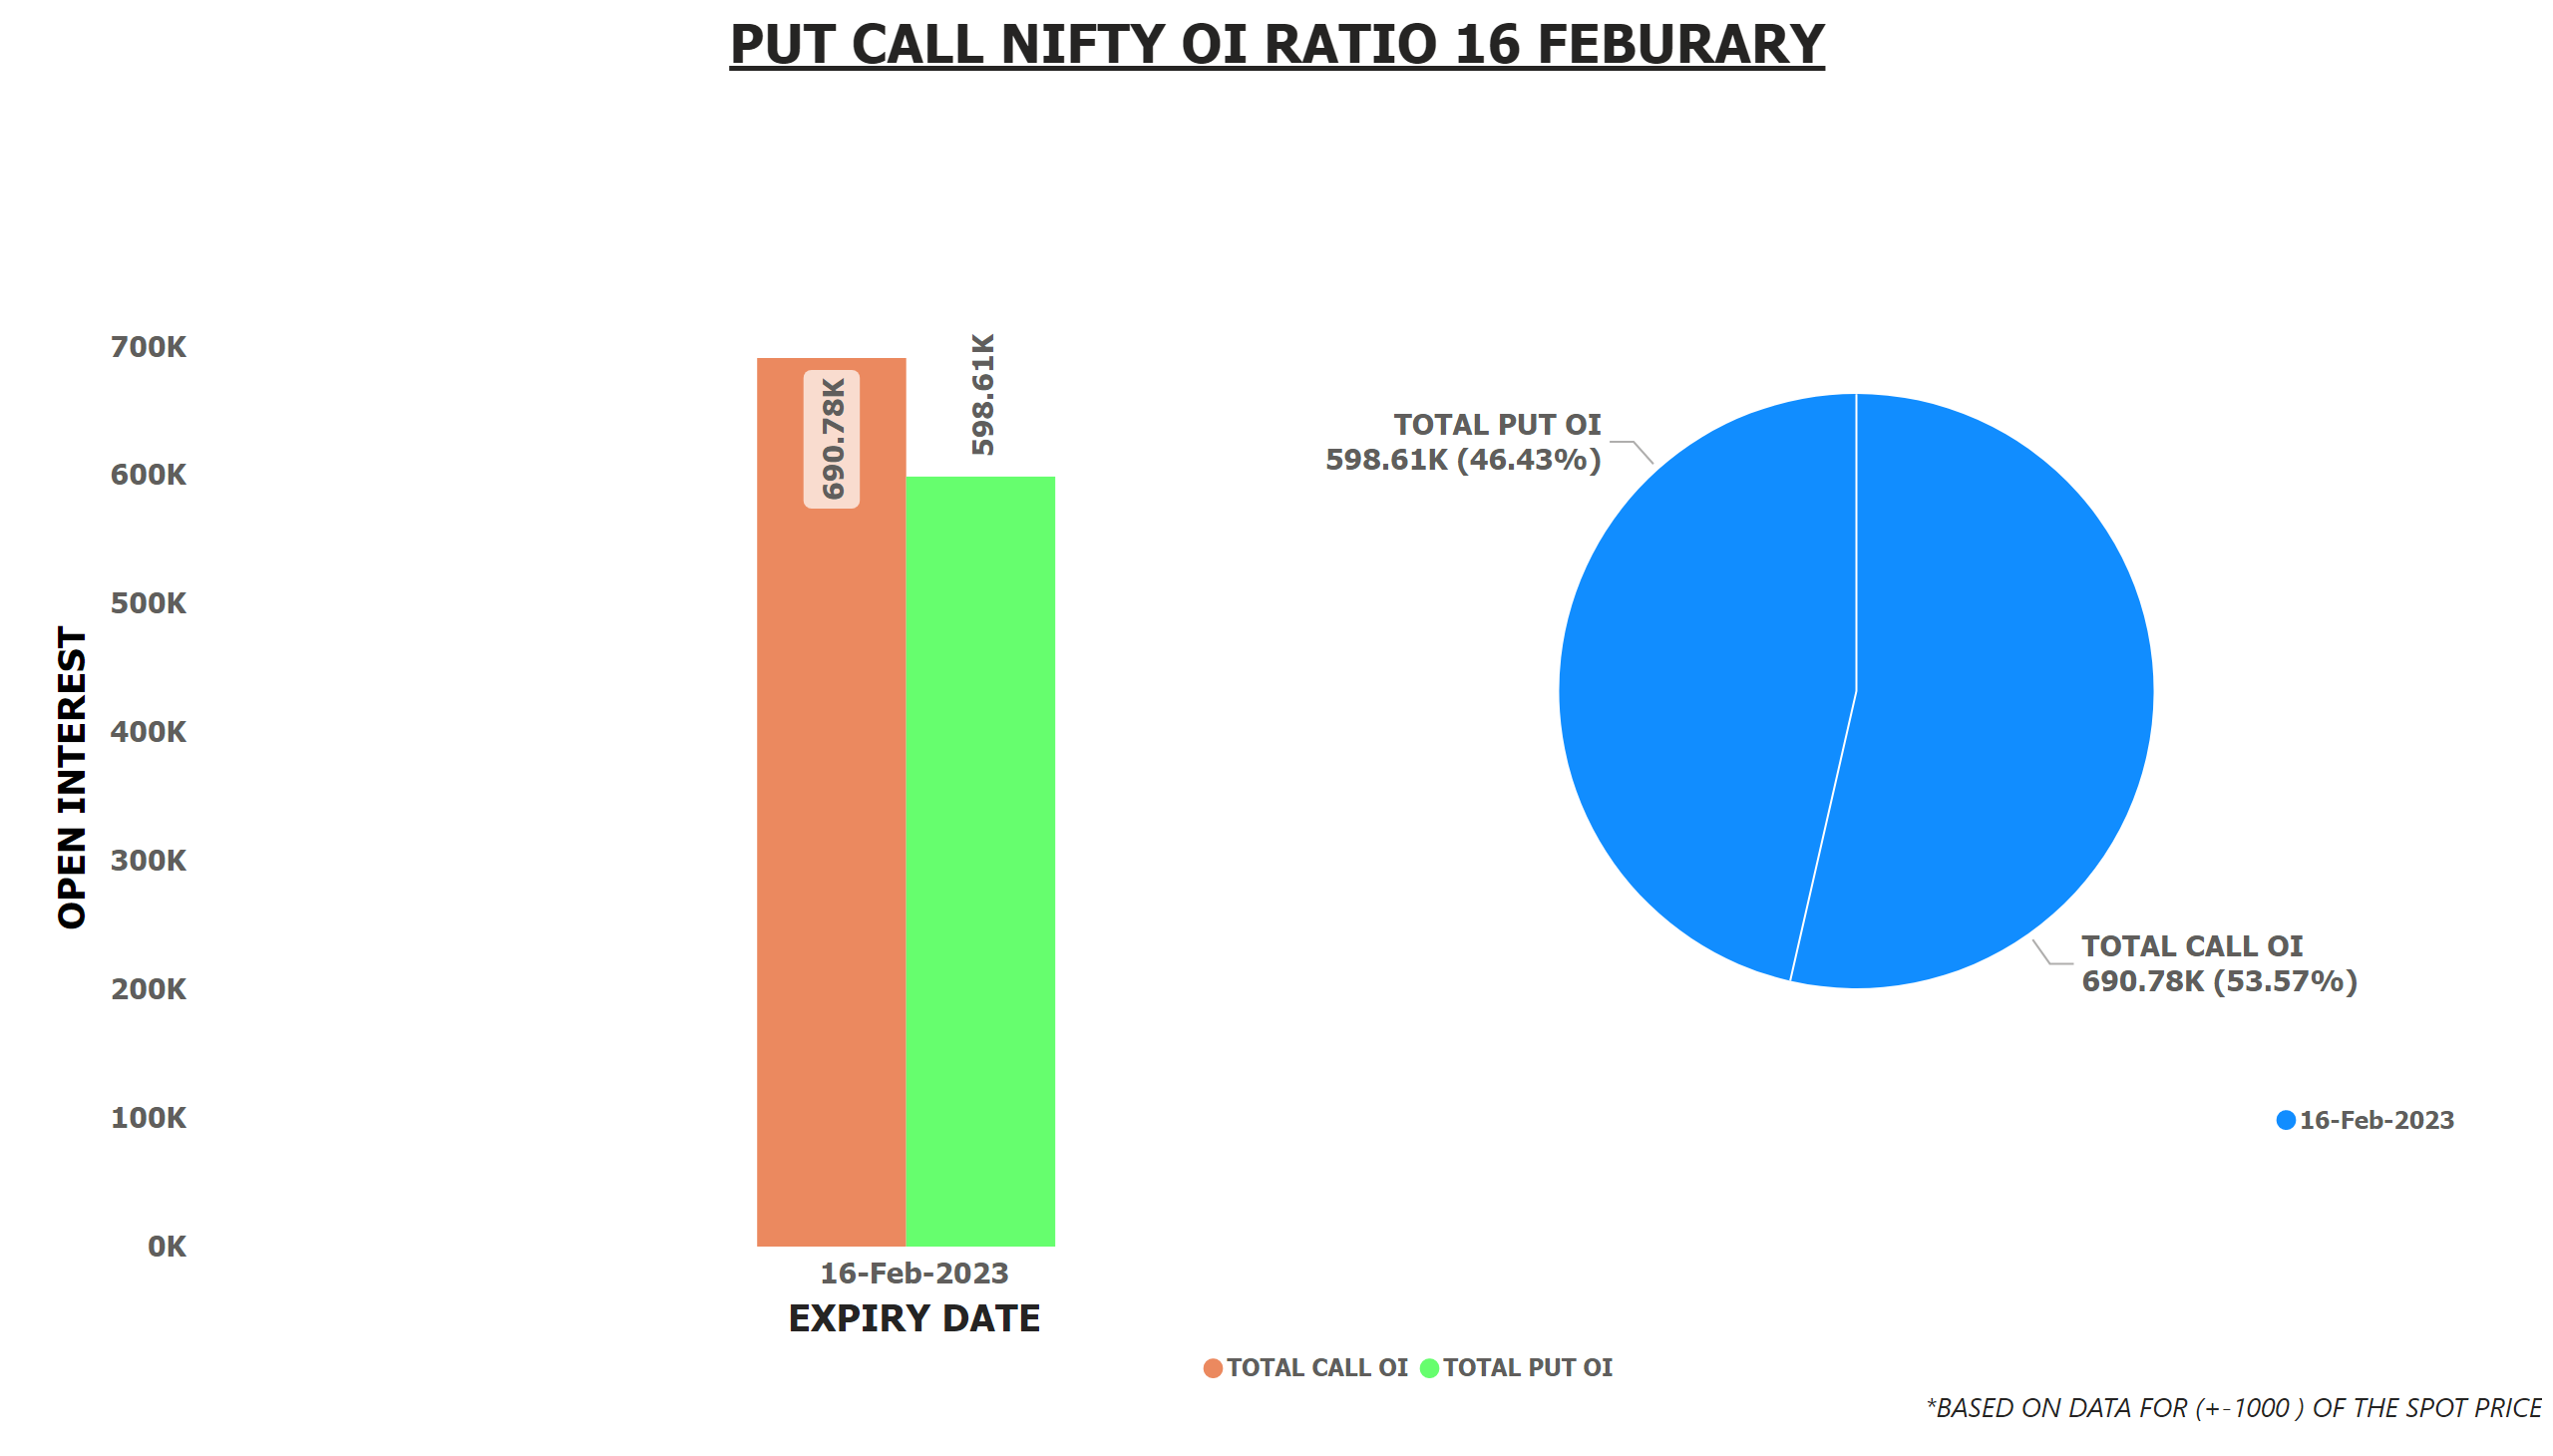 PUT CALL NIFTY OI RATIO 16 FEBURARY
OPEN INTEREST
700K
600K
500K
400K
300K
200K
100K
0K
690.78K
598.61K
16-Feb-2023
EXPIRY DATE
TOTAL CALL OI
TOTAL PUT OI
TOTAL PUT OI
598.61K (46.43%)
TOTAL CALL OI
690.78K (53.57%)
16-Feb-2023
*BASED ON DATA FOR (+-1000 ) OF THE SPOT PRICE